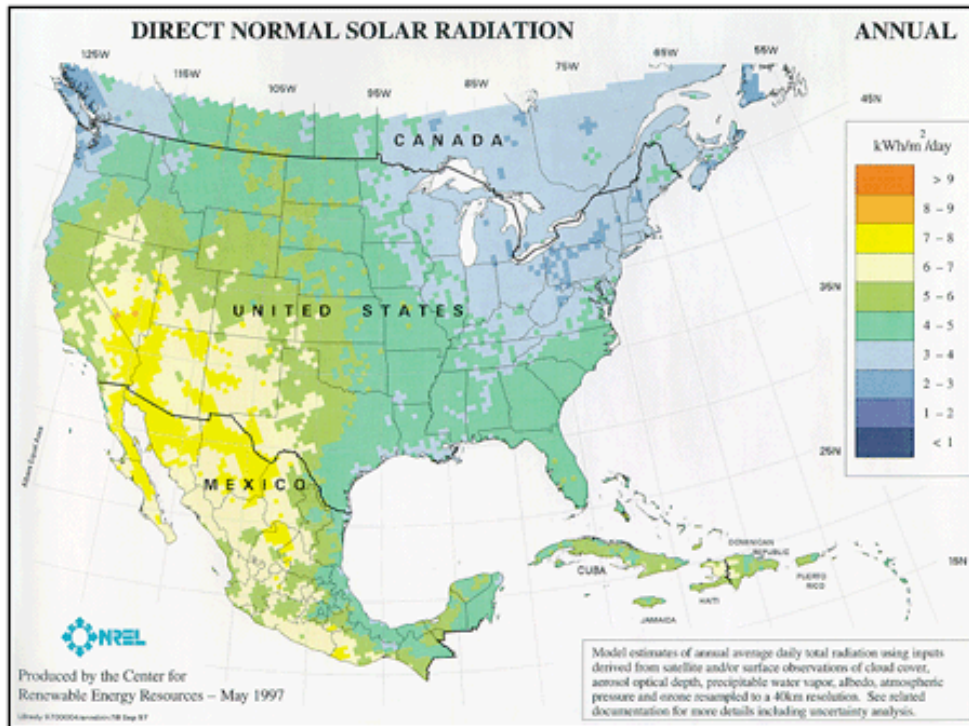 DIRECT NORMAL SOLAR RADIATION
ANNUAL
125W
115W
105W
95W
85W
75W
65W
55W
45N
35N
25N
15N
CANADA
UNITED STATES
MEXICO
CUBA
JAMAICA
HAITI
DOMINICAN
REPUBLIC
PUERTO
RICO
kWh/m²/day
> 9
8 – 9
7 – 8
6 – 7
5 – 6
4 – 5
3 – 4
2 – 3
1 – 2
< 1
Albers Equal Area
NREL
Produced by the Center for
Renewable Energy Resources – May 1997
Model estimates of annual average daily total radiation using inputs
derived from satellite and/or surface observations of cloud cover,
aerosol optical depth, precipitable water vapor, albedo, atmospheric
pressure and ozone resampled to a 40km resolution. See related
documentation for more details including uncertainty analysis.